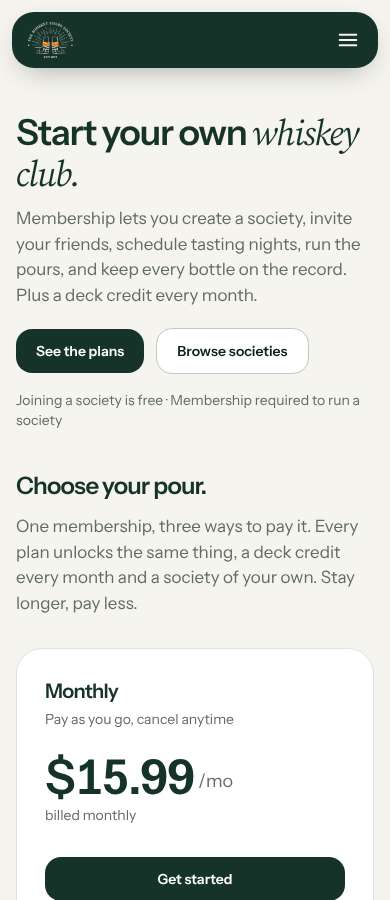 THE WHISKEY TOURS SOCIETY
Start your own whiskey
club.
Membership lets you create a society, invite
your friends, schedule tasting nights, run the
pours, and keep every bottle on the record.
Plus a deck credit every month.
See the plans
Browse societies
Joining a society is free · Membership required to run a
society
Choose your pour.
One membership, three ways to pay it. Every
plan unlocks the same thing, a deck credit
every month and a society of your own. Stay
longer, pay less.
Monthly
Pay as you go, cancel anytime
$15.99 /mo
billed monthly
Get started